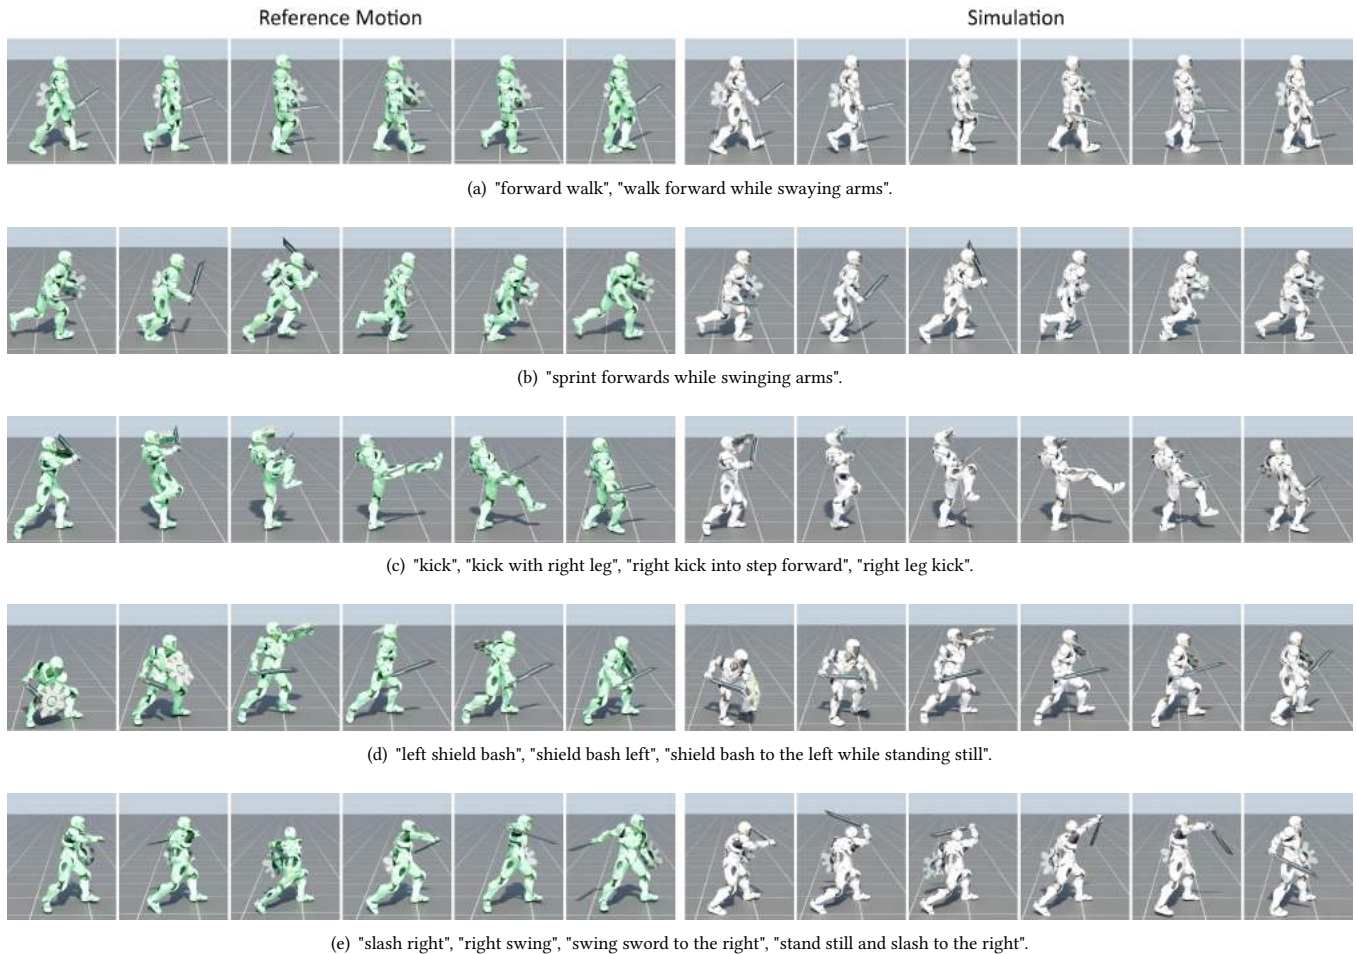 Reference Motion
Simulation
(a) "forward walk", "walk forward while swaying arms".
(b) "sprint forwards while swinging arms".
(c) "kick", "kick with right leg", "right kick into step forward", "right leg kick".
(d) "left shield bash", "shield bash left", "shield bash to the left while standing still".
(e) "slash right", "right swing", "swing sword to the right", "stand still and slash to the right".